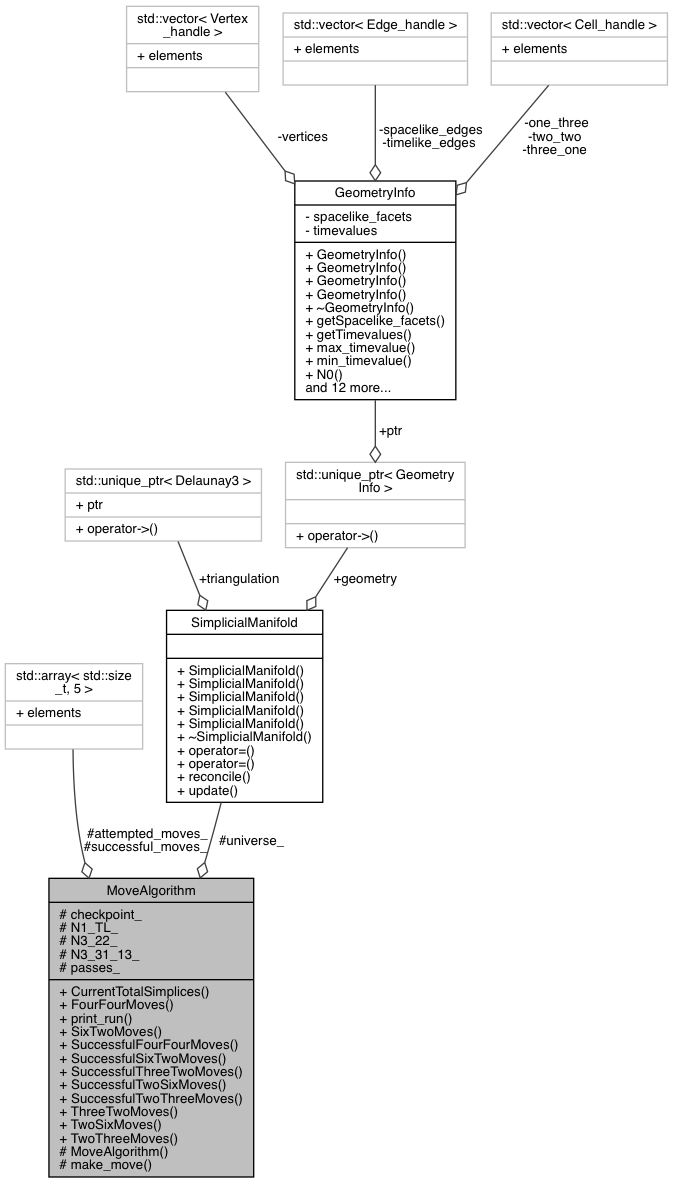 std::vector< Vertex
_handle >
+ elements
std::vector< Edge_handle >
+ elements
std::vector< Cell_handle >
+ elements
-vertices
-spacelike_edges
-timelike_edges
-one_three
-two_two
-three_one
GeometryInfo
- spacelike_facets
- timevalues
+ GeometryInfo()
+ GeometryInfo()
+ GeometryInfo()
+ GeometryInfo()
+ ~GeometryInfo()
+ getSpacelike_facets()
+ getTimevalues()
+ max_timevalue()
+ min_timevalue()
+ N0()
and 12 more...
+ptr
std::unique_ptr< Delaunay3 >
+ ptr
+ operator->()
std::unique_ptr< Geometry
Info >
+ operator->()
+triangulation
+geometry
SimplicialManifold
+ SimplicialManifold()
+ SimplicialManifold()
+ SimplicialManifold()
+ SimplicialManifold()
+ SimplicialManifold()
+ ~SimplicialManifold()
+ operator=()
+ operator=()
+ reconcile()
+ update()
std::array< std::size
_t, 5 >
+ elements
#attempted_moves_
#successful_moves_
#universe_
MoveAlgorithm
# checkpoint_
# N1_TL_
# N3_22_
# N3_31_13_
# passes_
+ CurrentTotalSimplices()
+ FourFourMoves()
+ print_run()
+ SixTwoMoves()
+ SuccessfulFourFourMoves()
+ SuccessfulSixTwoMoves()
+ SuccessfulThreeTwoMoves()
+ SuccessfulTwoSixMoves()
+ SuccessfulTwoThreeMoves()
+ ThreeTwoMoves()
+ TwoSixMoves()
+ TwoThreeMoves()
# MoveAlgorithm()
# make_move()